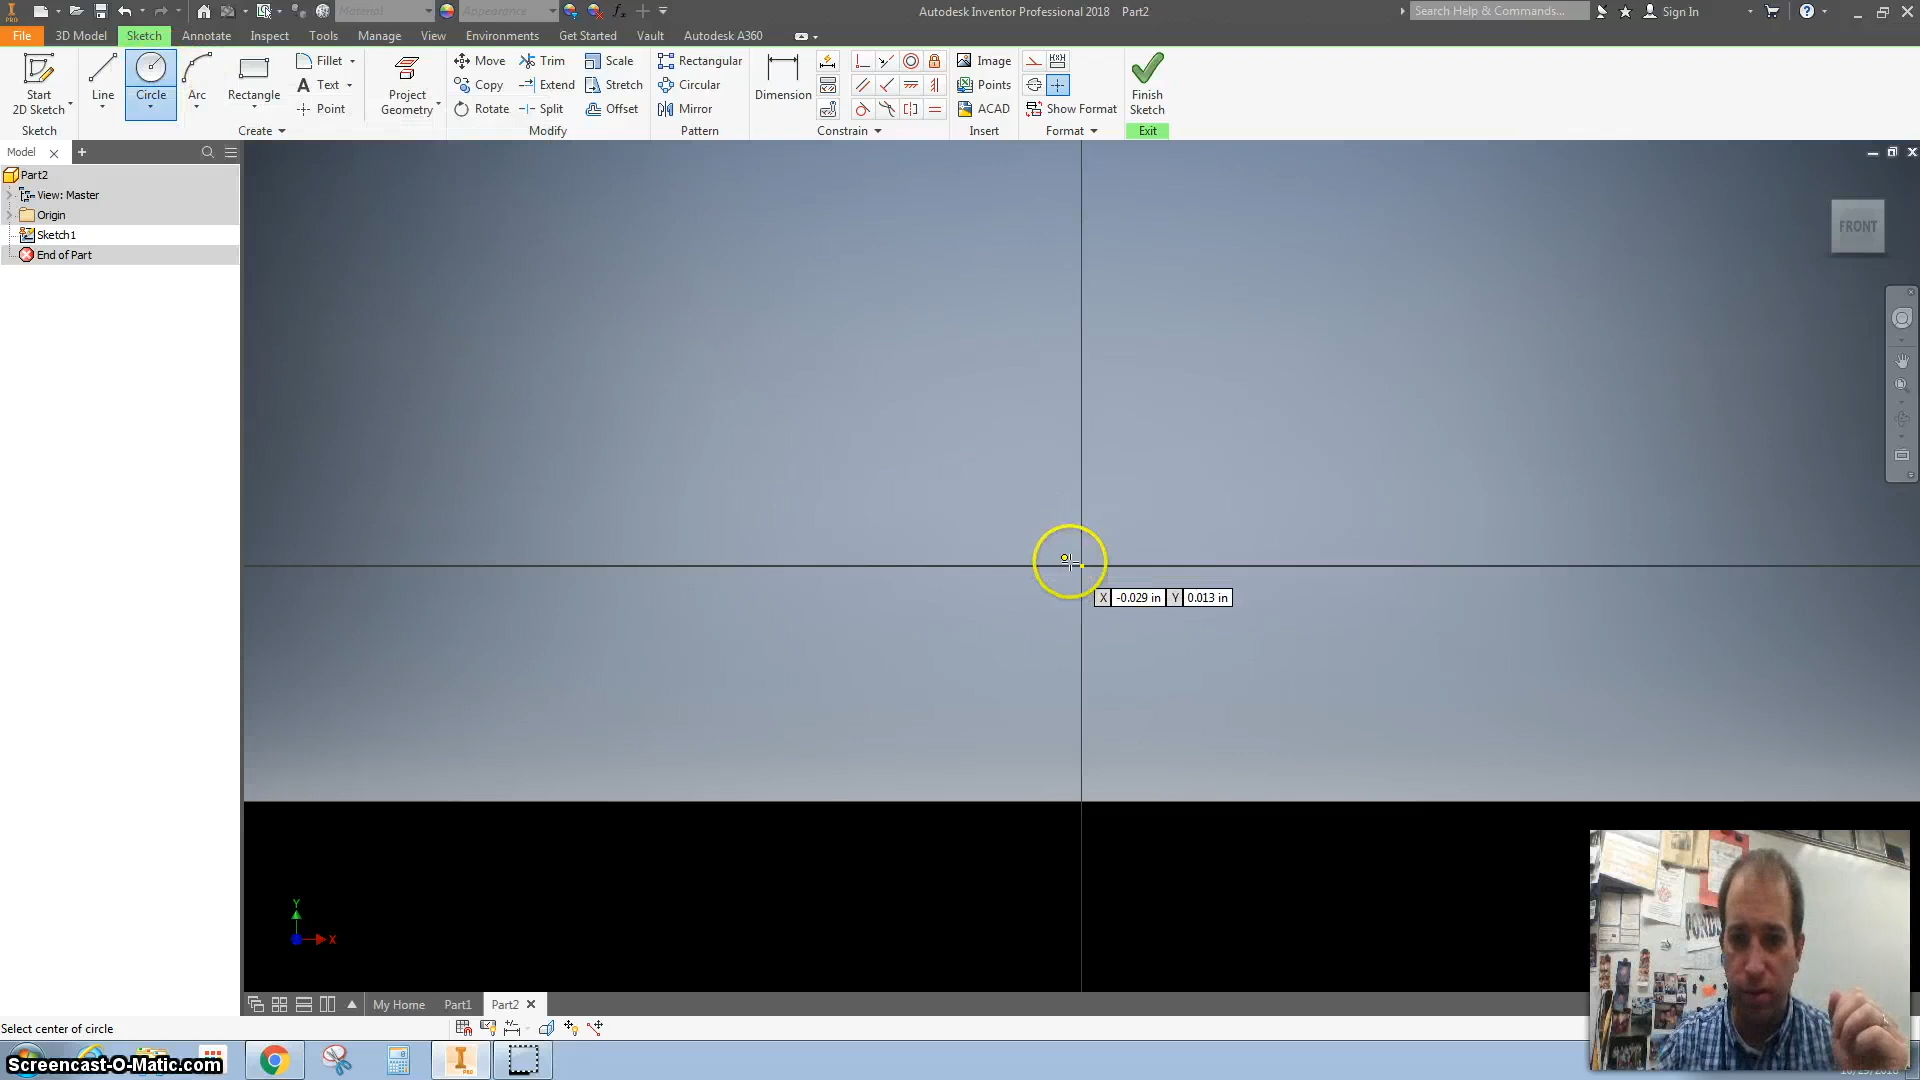 Material
Appearance
Autodesk Inventor Professional 2018 Part2
Search Help & Commands...
Sign In
File 3D Model Sketch Annotate Inspect Tools Manage View Environments Get Started Vault Autodesk A360
Start 2D Sketch
Line
Circle
Arc
Rectangle
Fillet
Text
Point
Project Geometry
Move Trim Scale
Copy Extend Stretch
Rotate Split Offset
Rectangular
Circular
Mirror
Dimension
Image
Points
ACAD
Show Format
Finish Sketch
Sketch Create Modify Pattern Constrain Insert Format Exit
Model
Part2
View: Master
Origin
Sketch1
End of Part
FRONT
X -0.029 in Y 0.013 in
Y
X
My Home Part1 Part2
Select center of circle
PRO
Screencast-O-Matic.com